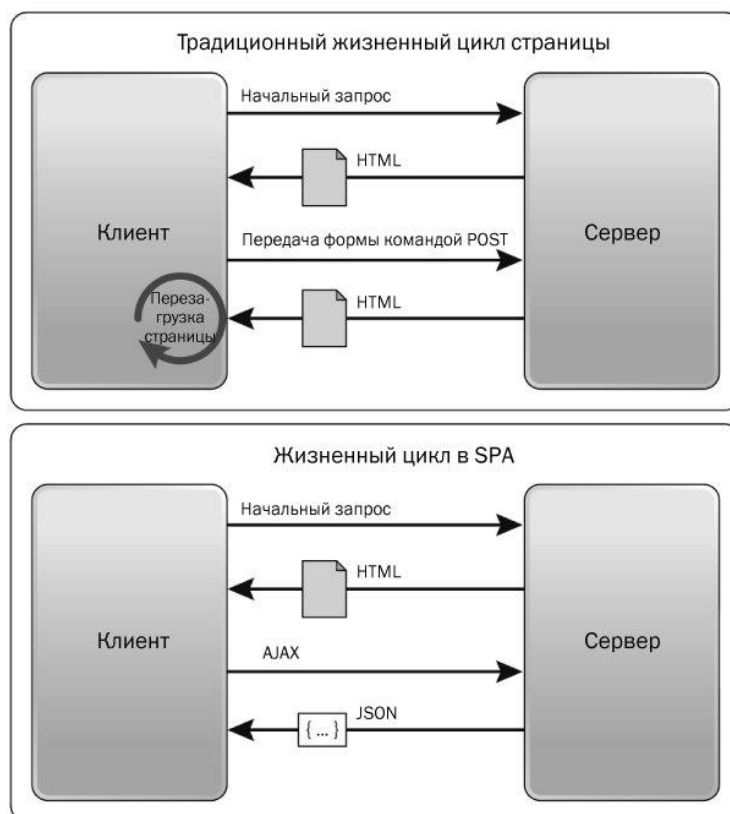 Традиционный жизненный цикл страницы
Начальный запрос
HTML
Клиент
Сервер
Передача формы командой POST
HTML
Переза-
грузка
страницы
Жизненный цикл в SPA
Начальный запрос
HTML
Клиент
Сервер
AJAX
{ ... }
JSON